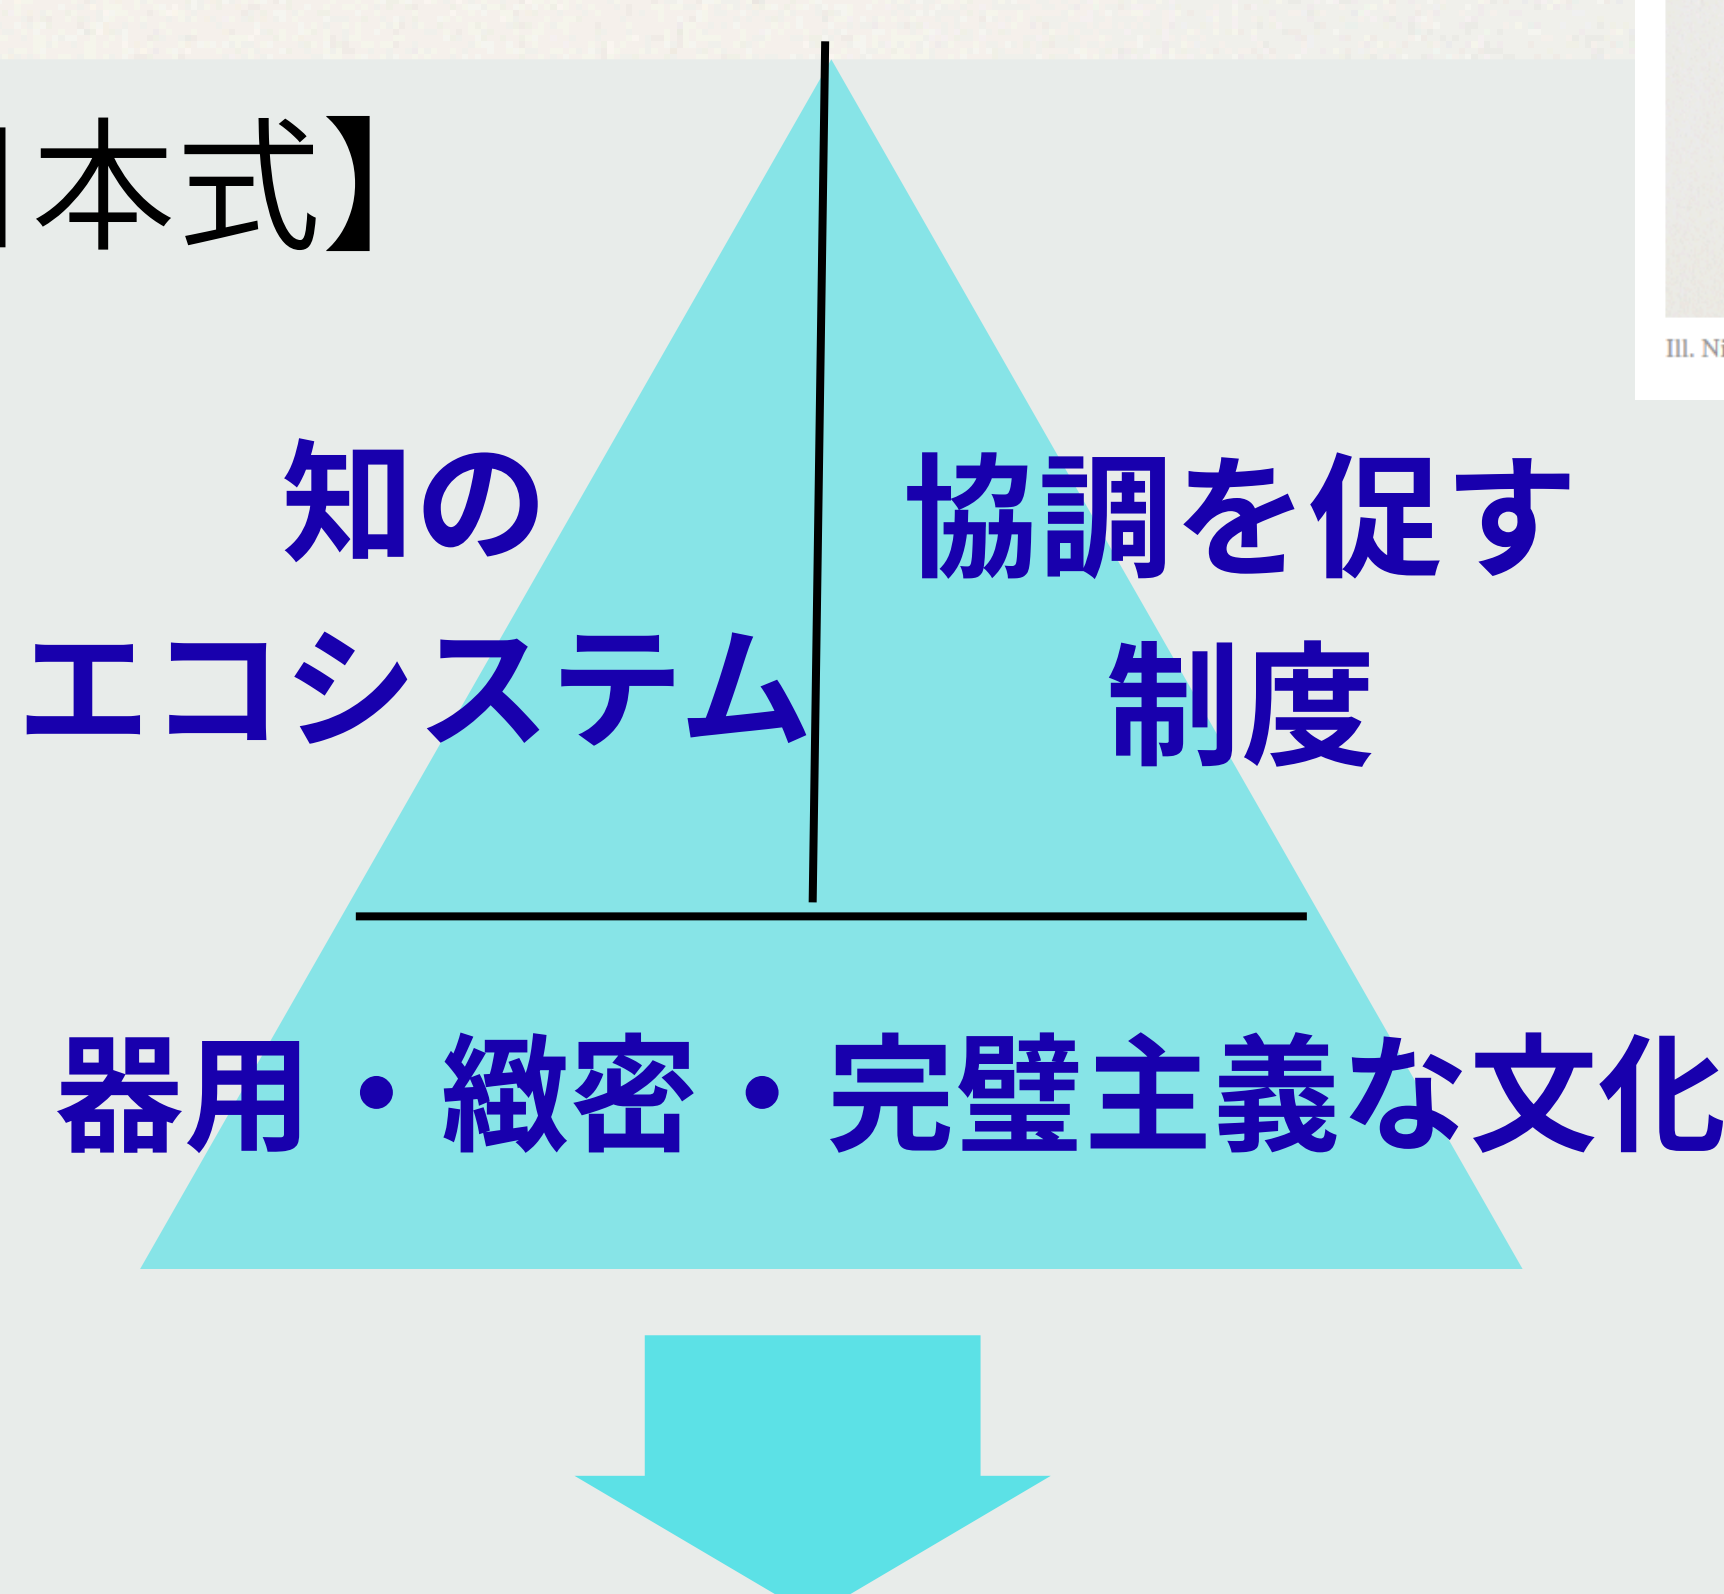 本式】
Ill. Ni
知の
エコシステム
協調を促す
制度
器用・緻密・完璧主義な文化